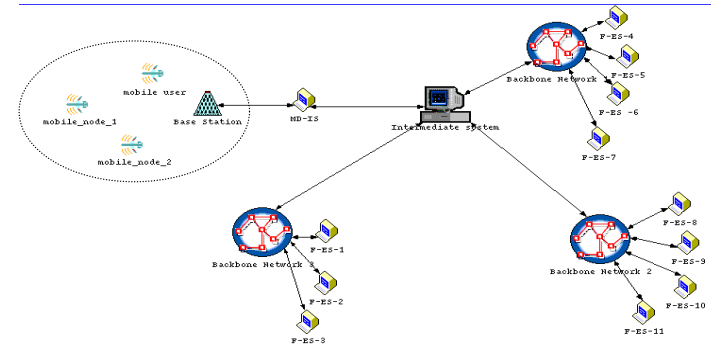 F-ES-4
mobile user
mobile_node_1
mobile_node_2
Base Station
MD-IS
Intermediate system
Backbone Network
F-ES-5
F-ES -6
F-ES-7
Backbone Network 3
F-ES-1
F-ES-2
F-ES-3
Backbone Network 2
F-ES-8
F-ES-9
F-ES-10
F-ES-11